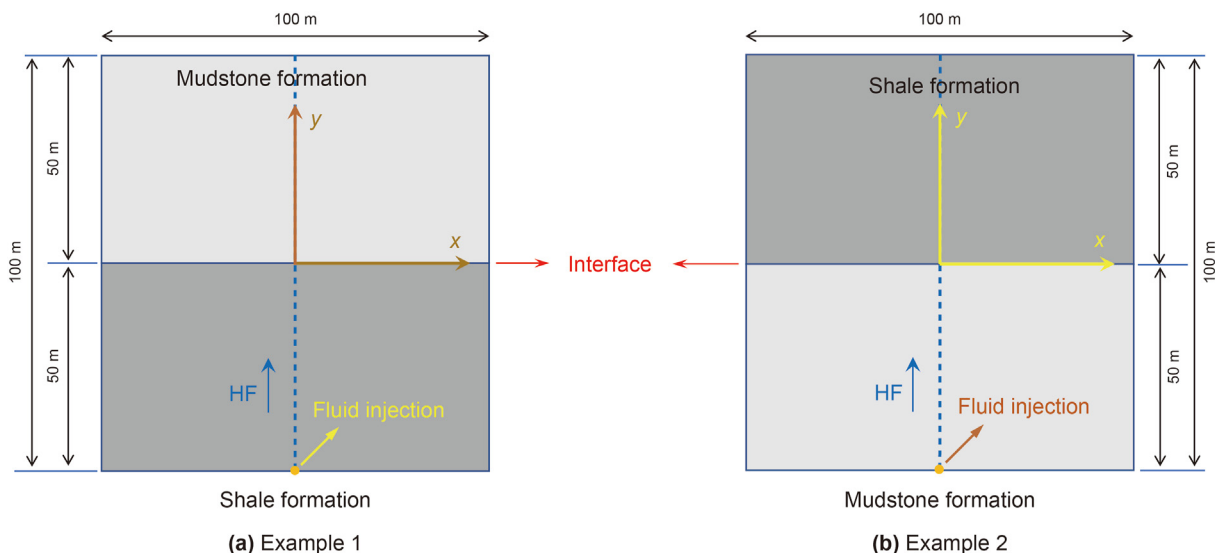 100 m
Mudstone formation
y
50 m
100 m
x
50 m
HF
Fluid injection
Shale formation
(a) Example 1
Interface
100 m
Shale formation
y
50 m
100 m
x
50 m
HF
Fluid injection
Mudstone formation
(b) Example 2